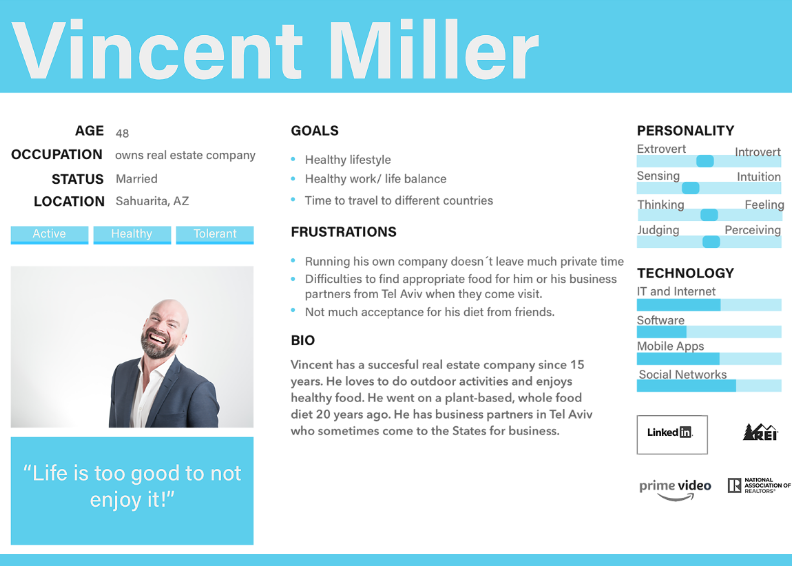 Vincent Miller
AGE 48
OCCUPATION owns real estate company
STATUS Married
LOCATION Sahuarita, AZ
Active Healthy Tolerant
“Life is too good to not
enjoy it!”
GOALS
• Healthy lifestyle
• Healthy work/ life balance
• Time to travel to different countries
FRUSTRATIONS
• Running his own company doesn´t leave much private time
• Difficulties to find appropriate food for him or his business
partners from Tel Aviv when they come visit.
• Not much acceptance for his diet from friends.
BIO
Vincent has a succesful real estate company since 15
years. He loves to do outdoor activities and enjoys
healthy food. He went on a plant-based, whole food
diet 20 years ago. He has business partners in Tel Aviv
who sometimes come to the States for business.
PERSONALITY
Extrovert Introvert
Sensing Intuition
Thinking Feeling
Judging Perceiving
TECHNOLOGY
IT and Internet
Software
Mobile Apps
Social Networks
Linked in
REI
prime video
NATIONAL
ASSOCIATION OF
REALTORS®